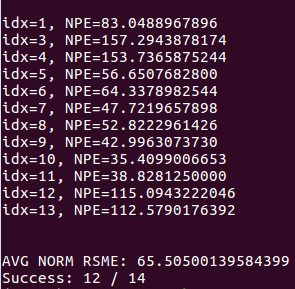 idx=1, NPE=83.0488967896
idx=3, NPE=157.2943878174
idx=4, NPE=153.7365875244
idx=5, NPE=56.6507682800
idx=6, NPE=64.3378982544
idx=7, NPE=47.7219657898
idx=8, NPE=52.8222961426
idx=9, NPE=42.9963073730
idx=10, NPE=35.4099006653
idx=11, NPE=38.8281250000
idx=12, NPE=115.0943222046
idx=13, NPE=112.5790176392
AVG NORM RSME: 65.50500139584399
Success: 12 / 14